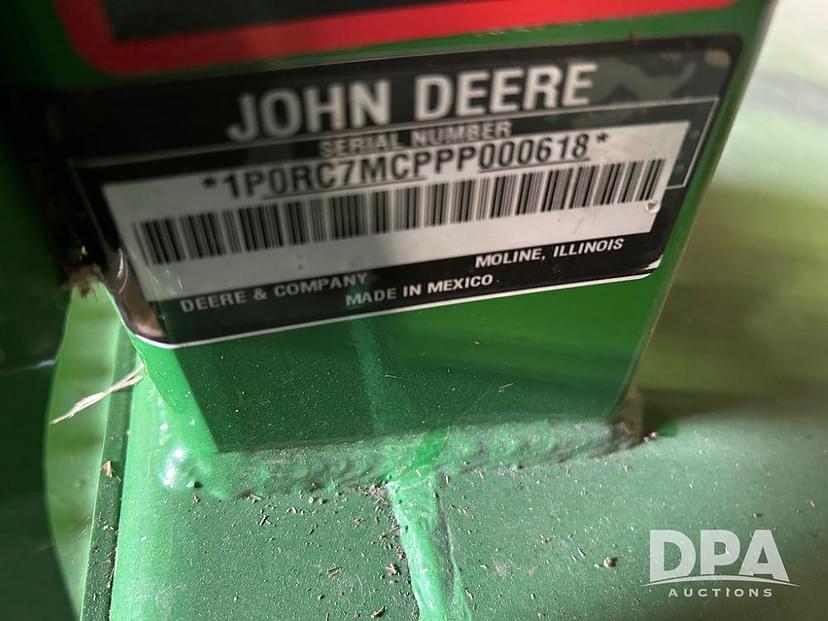 JOHN DEERE
SERIAL NUMBER
*1P0RC7MCPPP000618*
DEERE & COMPANY
MOLINE, ILLINOIS
MADE IN MEXICO
DPA
AUCTIONS